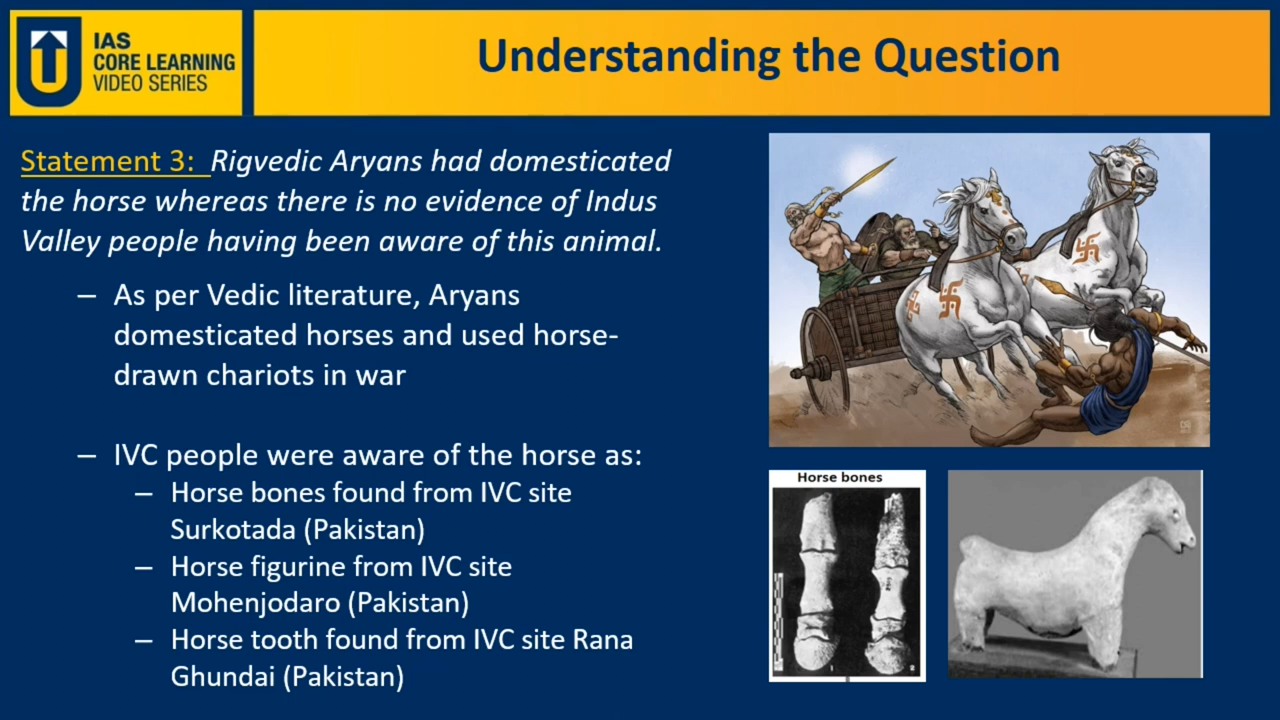 IAS
CORE LEARNING
VIDEO SERIES
Understanding the Question
Statement 3: Rigvedic Aryans had domesticated
the horse whereas there is no evidence of Indus
Valley people having been aware of this animal.
– As per Vedic literature, Aryans
domesticated horses and used horse-
drawn chariots in war
– IVC people were aware of the horse as:
– Horse bones found from IVC site
Surkotada (Pakistan)
– Horse figurine from IVC site
Mohenjodaro (Pakistan)
– Horse tooth found from IVC site Rana
Ghundai (Pakistan)
Horse bones